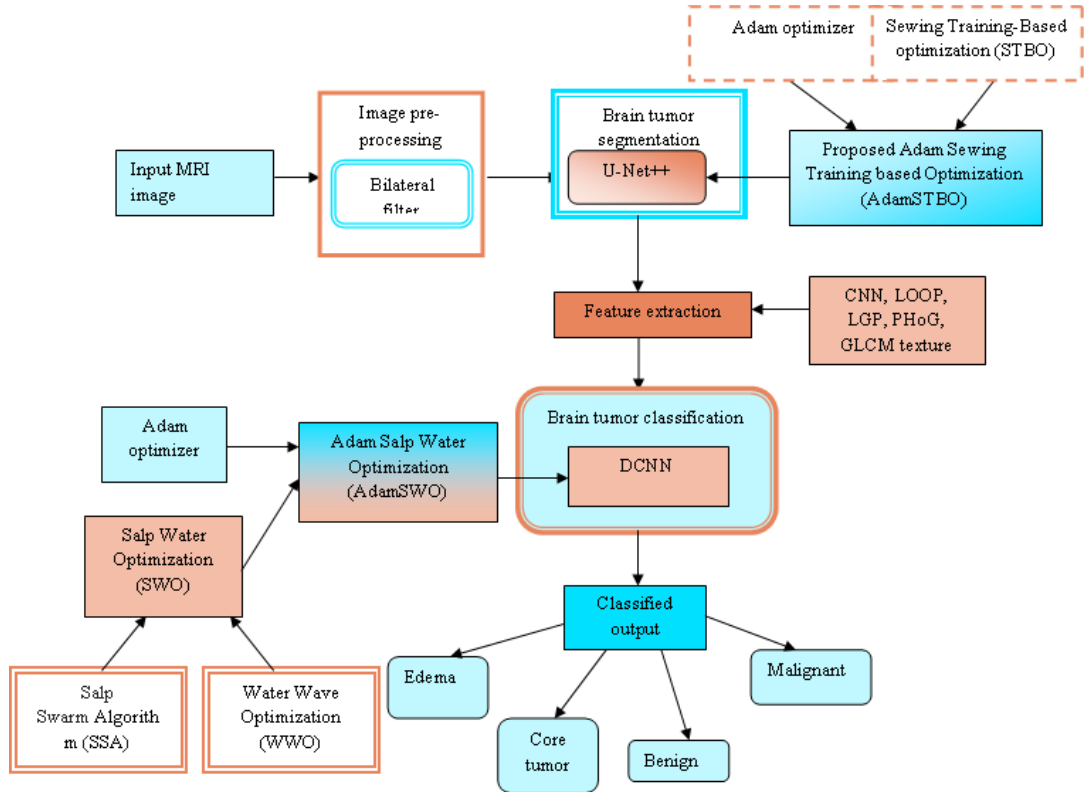 Adam optimizer
Sewing Training-Based
optimization (STBO)
Image pre-
processing
Bilateral
filter
Brain tumor
segmentation
U-Net++
Input MRI
image
Proposed Adam Sewing
Training based Optimization
(AdamSTBO)
Feature extraction
CNN, LOOP,
LGP, PHoG,
GLCM texture
Brain tumor classification
DCNN
Adam
optimizer
Adam Salp Water
Optimization
(AdamSWO)
Salp Water
Optimization
(SWO)
Salp
Swarm Algorith
m (SSA)
Water Wave
Optimization
(WWO)
Classified
output
Edema
Core
tumor
Benign
Malignant